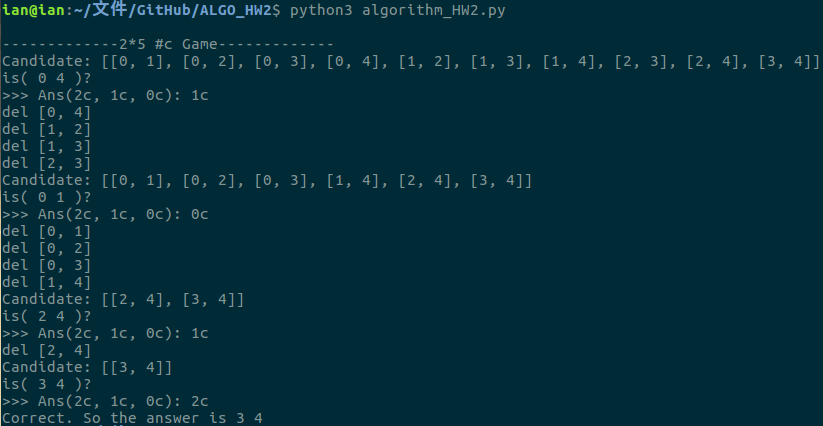 ian@ian:~/文件/GitHub/ALGO_HW2$ python3 algorithm_HW2.py
-------------2*5 #c Game-------------
Candidate: [[0, 1], [0, 2], [0, 3], [0, 4], [1, 2], [1, 3], [1, 4], [2, 3], [2, 4], [3, 4]]
is( 0 4 )?
>>> Ans(2c, 1c, 0c): 1c
del [0, 4]
del [1, 2]
del [1, 3]
del [2, 3]
Candidate: [[0, 1], [0, 2], [0, 3], [1, 4], [2, 4], [3, 4]]
is( 0 1 )?
>>> Ans(2c, 1c, 0c): 0c
del [0, 1]
del [0, 2]
del [0, 3]
del [1, 4]
Candidate: [[2, 4], [3, 4]]
is( 2 4 )?
>>> Ans(2c, 1c, 0c): 1c
del [2, 4]
Candidate: [[3, 4]]
is( 3 4 )?
>>> Ans(2c, 1c, 0c): 2c
Correct. So the answer is 3 4